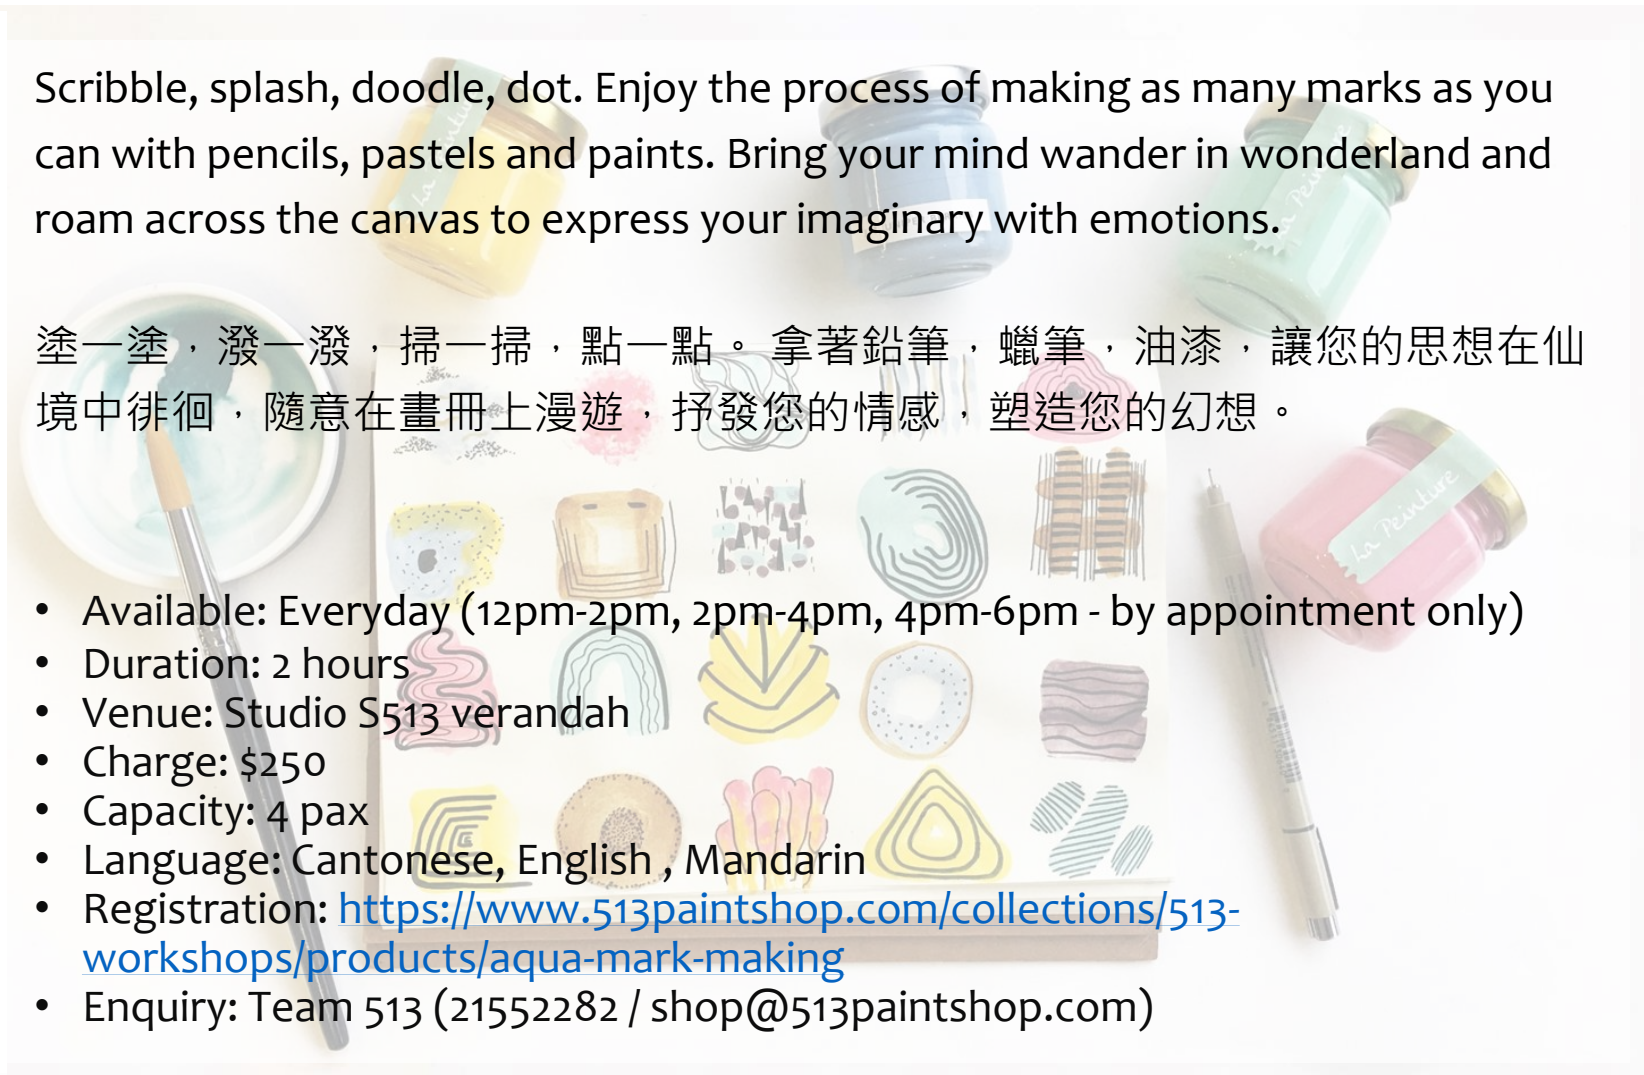 Scribble, splash, doodle, dot. Enjoy the process of making as many marks as you
can with pencils, pastels and paints. Bring your mind wander in wonderland and
roam across the canvas to express your imaginary with emotions.
塗一塗，潑一潑，掃一掃，點一點。 拿著鉛筆，蠟筆，油漆，讓您的思想在仙
境中徘徊，隨意在畫冊上漫遊，抒發您的情感，塑造您的幻想。
• Available: Everyday (12pm-2pm, 2pm-4pm, 4pm-6pm - by appointment only)
• Duration: 2 hours
• Venue: Studio S513 verandah
• Charge: $250
• Capacity: 4 pax
• Language: Cantonese, English , Mandarin
• Registration: https://www.513paintshop.com/collections/513-
workshops/products/aqua-mark-making
• Enquiry: Team 513 (21552282 / shop@513paintshop.com)
La Peinture
La Peinture
La Peinture